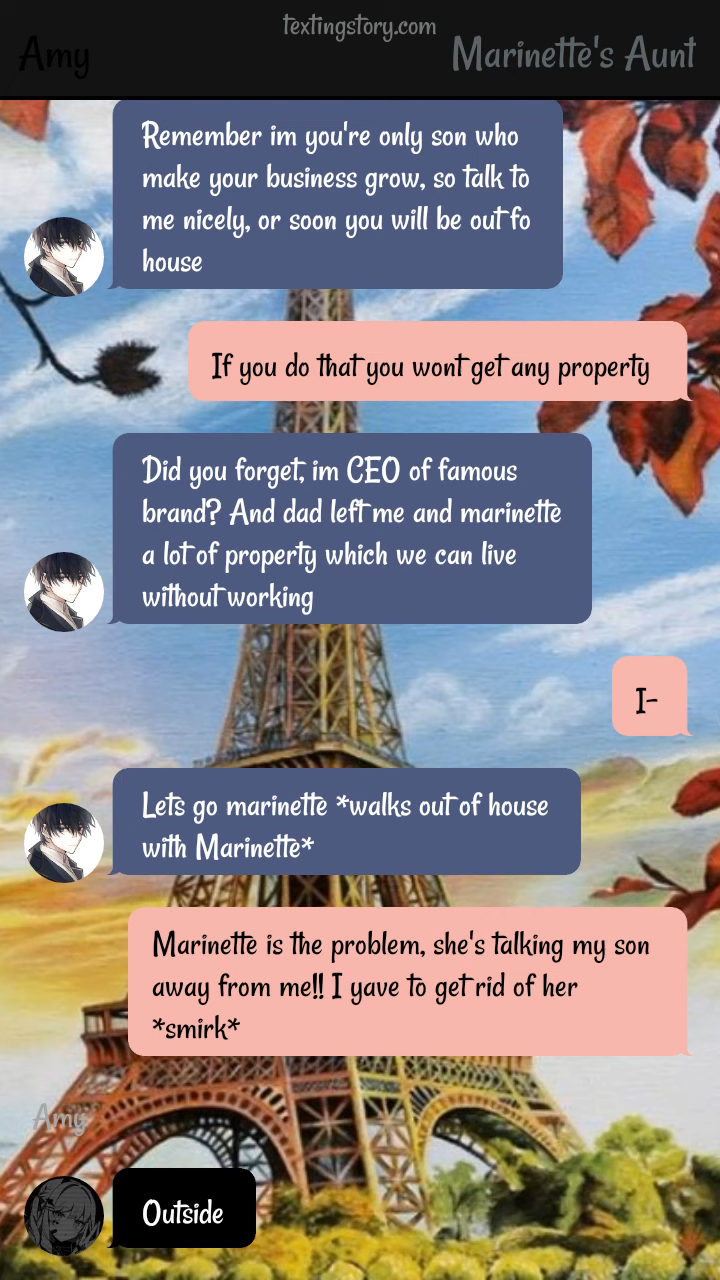 textingstory.com
Amy
Marinette's Aunt
Remember im you're only son who
make your business grow, so talk to
me nicely, or soon you will be out fo
house
If you do that you wont get any property
Did you forget, im CEO of famous
brand? And dad left me and marinette
a lot of property which we can live
without working
I-
Lets go marinette *walks out of house
with Marinette*
Marinette is the problem, she's talking my son
away from me!! I yave to get rid of her
*smirk*
Amy
Outside